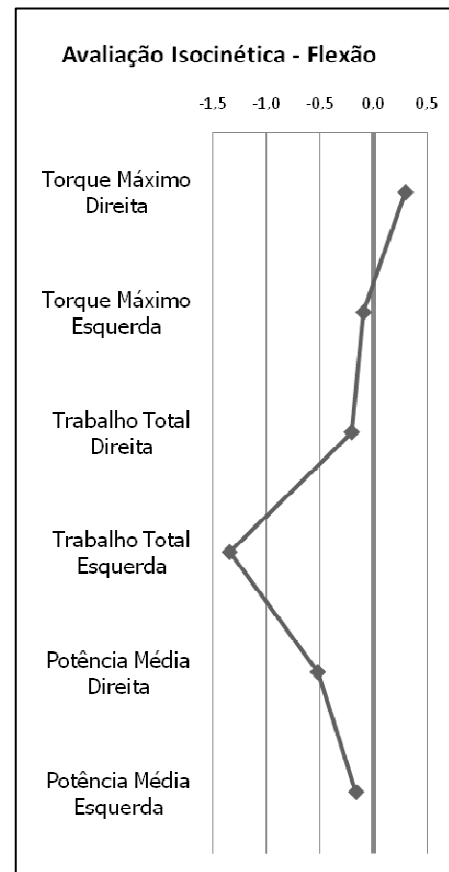 Avaliação Isocinética - Flexão
-1,5 -1,0 -0,5 0,0 0,5
Torque Máximo
Direita
Torque Máximo
Esquerda
Trabalho Total
Direita
Trabalho Total
Esquerda
Potência Média
Direita
Potência Média
Esquerda